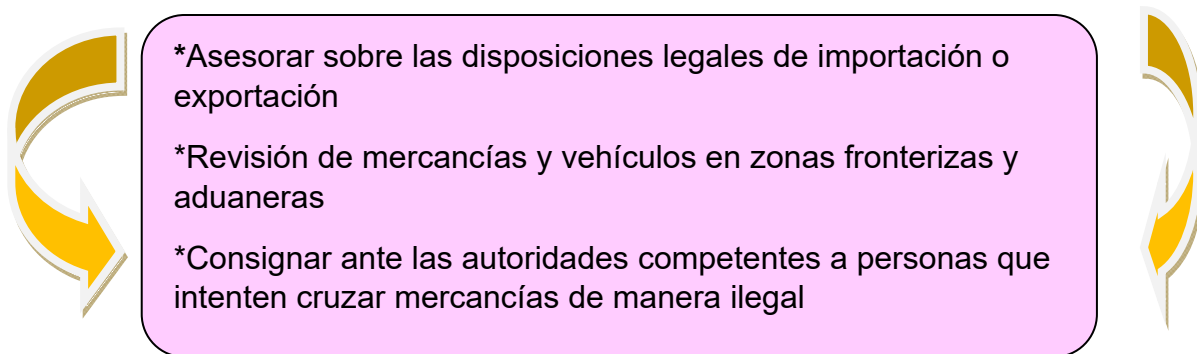 *Asesorar sobre las disposiciones legales de importación o
exportación
*Revisión de mercancías y vehículos en zonas fronterizas y
aduaneras
*Consignar ante las autoridades competentes a personas que
intenten cruzar mercancías de manera ilegal